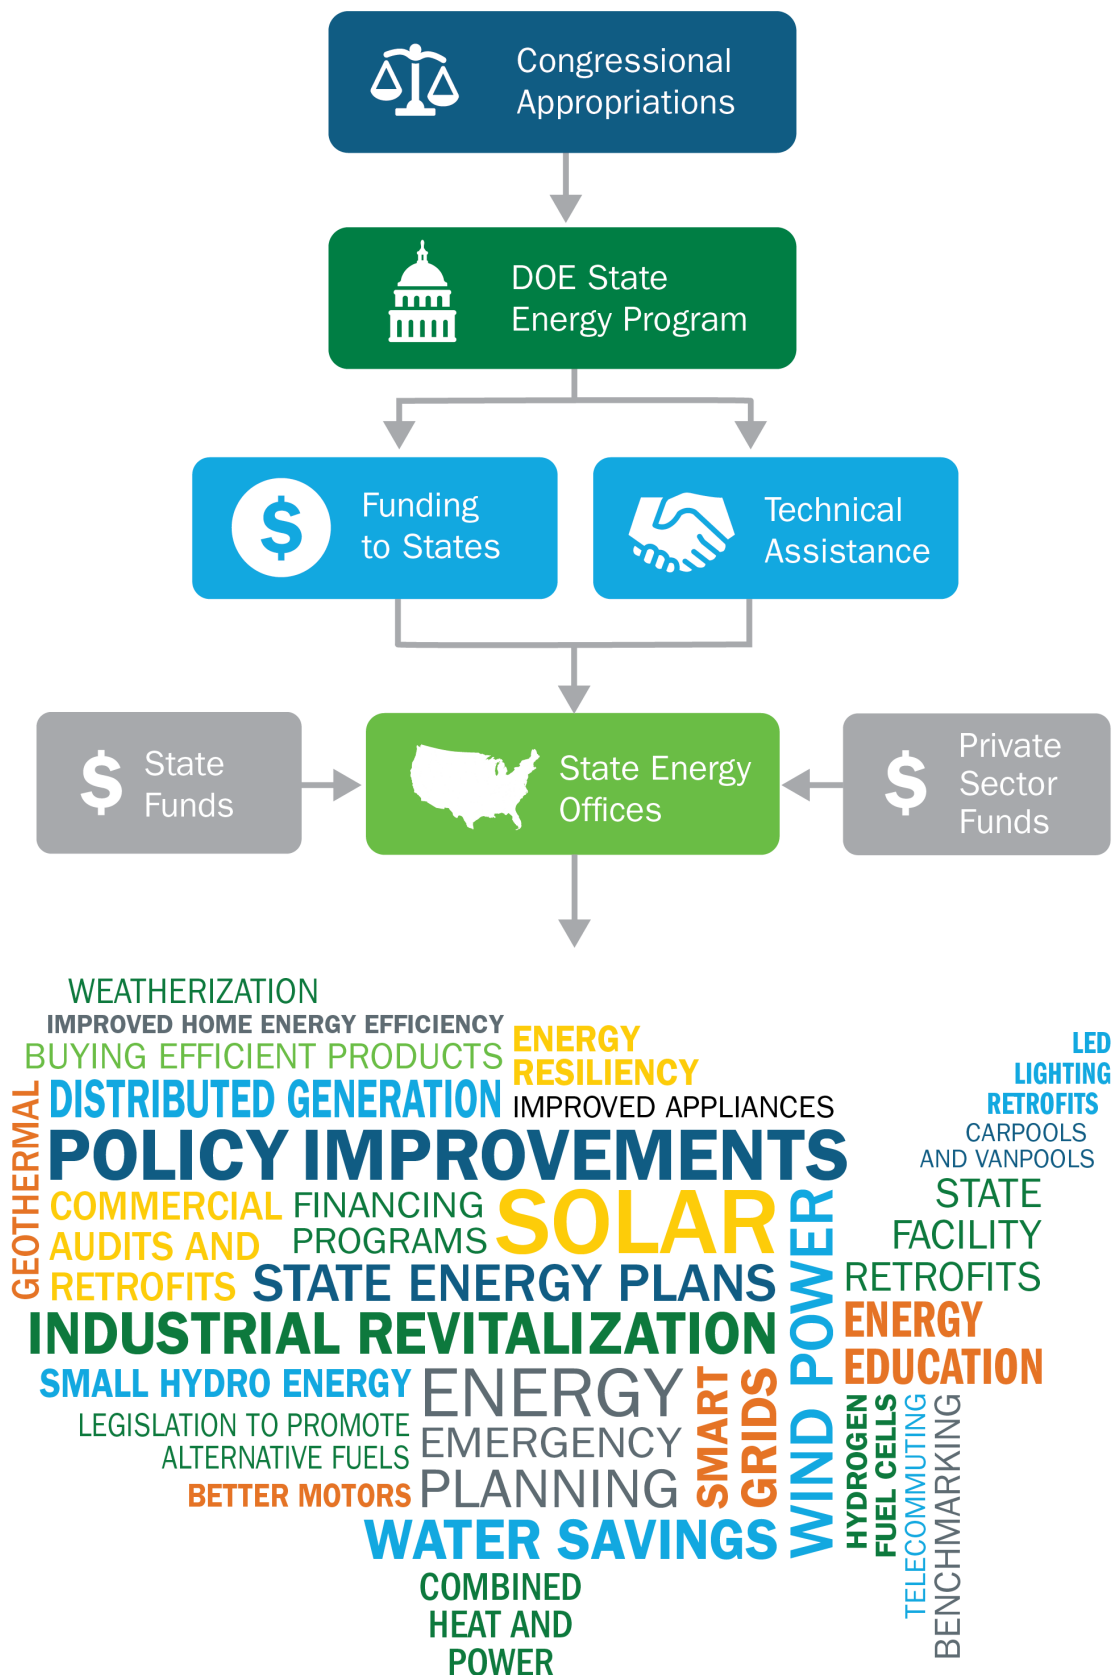 Congressional
Appropriations
DOE State
Energy Program
$
Funding
to States
Technical
Assistance
$
State
Funds
State Energy
Offices
$
Private
Sector
Funds
WEATHERIZATION
IMPROVED HOME ENERGY EFFICIENCY
BUYING EFFICIENT PRODUCTS
ENERGY
RESILIENCY
DISTRIBUTED GENERATION
IMPROVED APPLIANCES
GEOTHERMAL
POLICY IMPROVEMENTS
COMMERCIAL
AUDITS AND
RETROFITS
FINANCING
PROGRAMS
SOLAR
STATE ENERGY PLANS
INDUSTRIAL REVITALIZATION
SMALL HYDRO ENERGY
LEGISLATION TO PROMOTE
ALTERNATIVE FUELS
BETTER MOTORS
ENERGY
EMERGENCY
PLANNING
SMART
GRIDS
WATER SAVINGS
COMBINED
HEAT AND
POWER
WIND POWER
LED
LIGHTING
RETROFITS
CARPOOLS
AND VANPOOLS
STATE
FACILITY
RETROFITS
ENERGY
EDUCATION
HYDROGEN
FUEL CELLS
TELECOMMUTING
BENCHMARKING